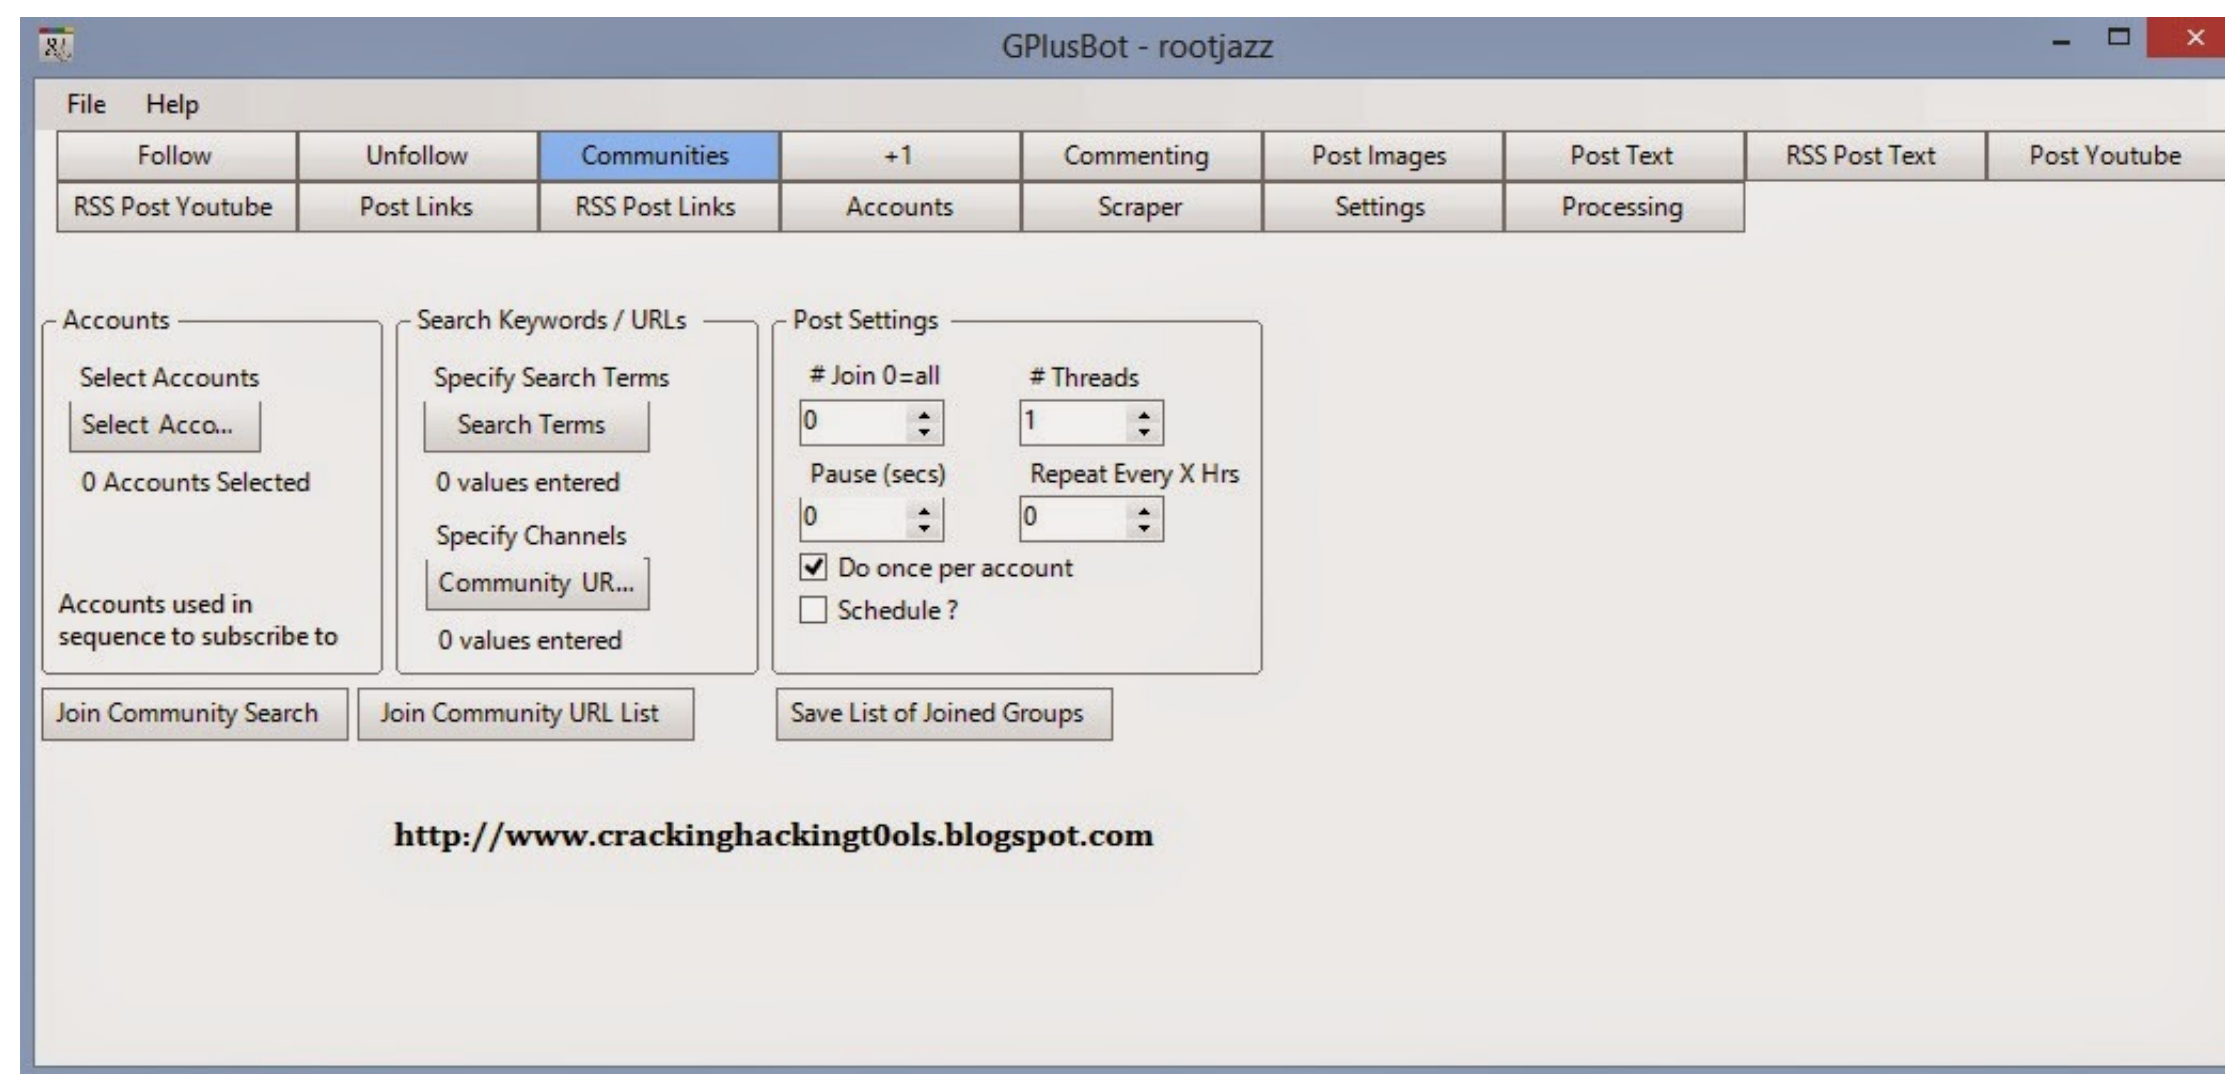 GPlusBot - rootjazz
File Help
Follow Unfollow Communities +1 Commenting Post Images Post Text RSS Post Text Post Youtube
RSS Post Youtube Post Links RSS Post Links Accounts Scraper Settings Processing
Accounts Search Keywords / URLs Post Settings
Select Accounts Specify Search Terms # Join 0=all # Threads
Select Acco... Search Terms 0 1
0 Accounts Selected 0 values entered Pause (secs) Repeat Every X Hrs
Specify Channels 0 0
Community UR... Do once per account
Accounts used in Schedule ?
sequence to subscribe to 0 values entered
Join Community Search Join Community URL List Save List of Joined Groups
http://www.crackinghackingt0ols.blogspot.com